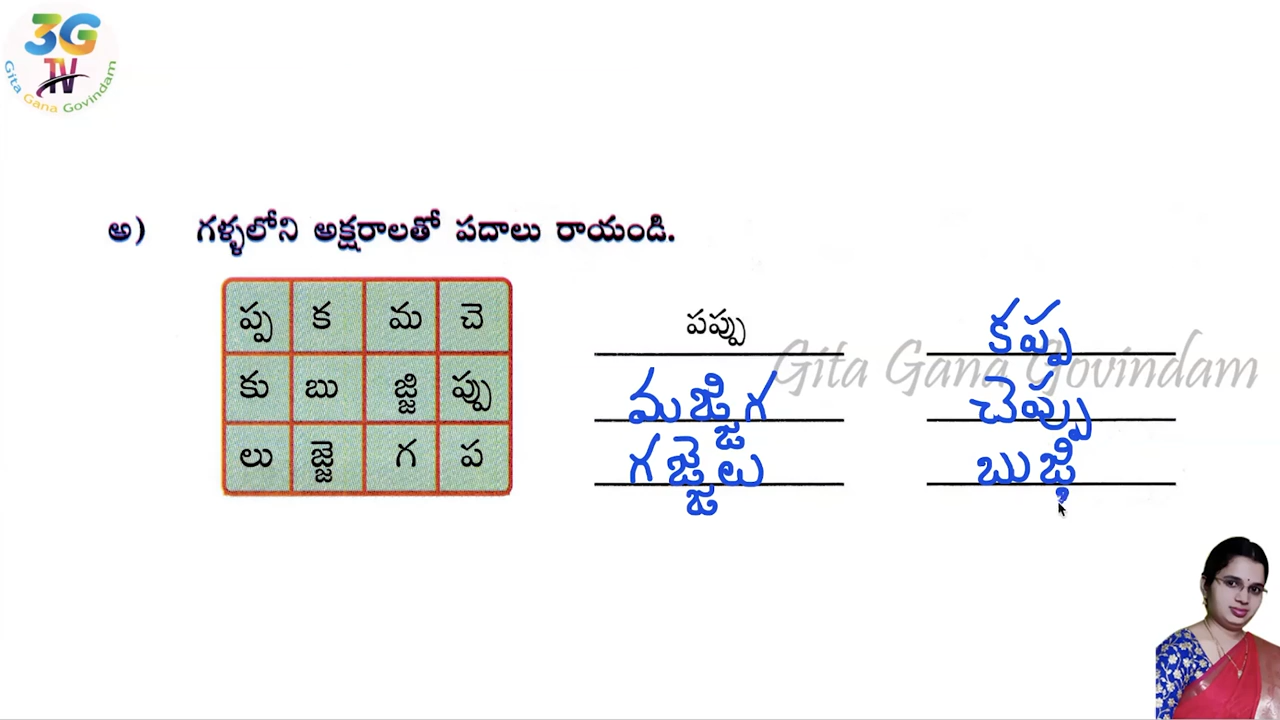 3G
TV
Gita Gana Govindam
అ) గళ్ళలోని అక్షరాలతో పదాలు రాయండి.
ప్ప క మ చె
కు బు జ్జి ప్పు
లు జ్జె గ ప
పప్పు కప్ప
Gita Gana Govindam
మజ్జిగ చెప్పు
గజ్జెలు బుజ్జి